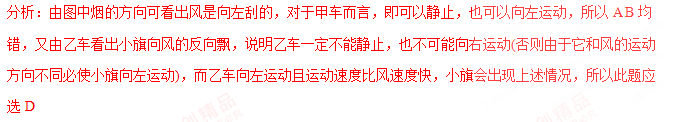 分析：由图中烟的方向可看出风是向左刮的，对于甲车而言，即可以静止，也可以向左运动，所以 AB 均
错，又由乙车看出小旗向风的反向飘，说明乙车一定不能静止，也不可能向右运动(否则由于它和风的运动
方向不同必使小旗向左运动)，而乙车向左运动且运动速度比风速度快，小旗会出现上述情况，所以此题应
选 D